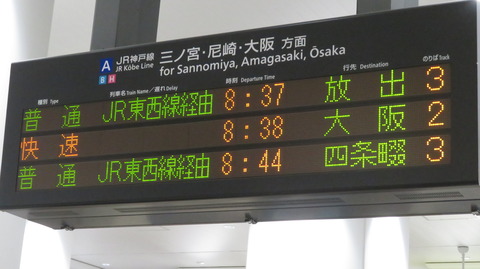 A JR神戸線 三ノ宮・尼崎・大阪 方面
B H JR Kōbe Line for Sannomiya, Amagasaki, Ōsaka
種別 Type 列車名 Train Name／遅れ Delay 時刻 Departure Time 行先 Destination のりば Track
普通 JR東西線経由 8:37 放出 3
快速 8:38 大阪 2
普通 JR東西線経由 8:44 四条畷 3